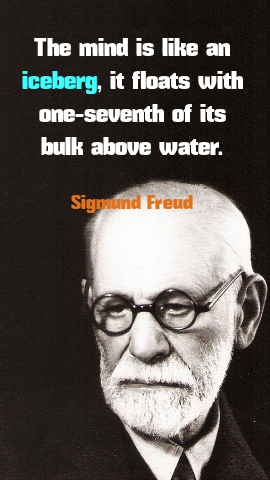 The mind is like an
iceberg, it floats with
one-seventh of its
bulk above water.
Sigmund Freud